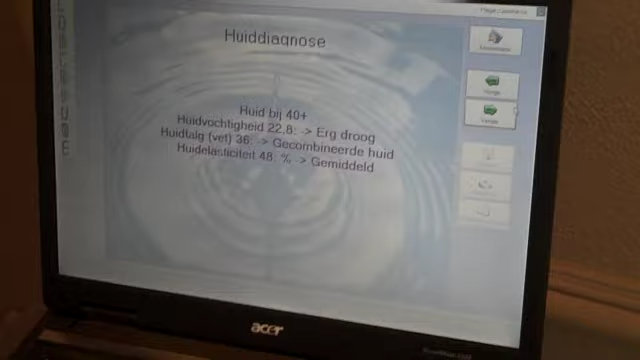 Huiddiagnose
Huid bij 40+
Huidvochtigheid 22,8: -> Erg droog
Huidtalg (vet) 36: -> Gecombineerde huid
Huidelasticiteit 48: % -> Gemiddeld
acer